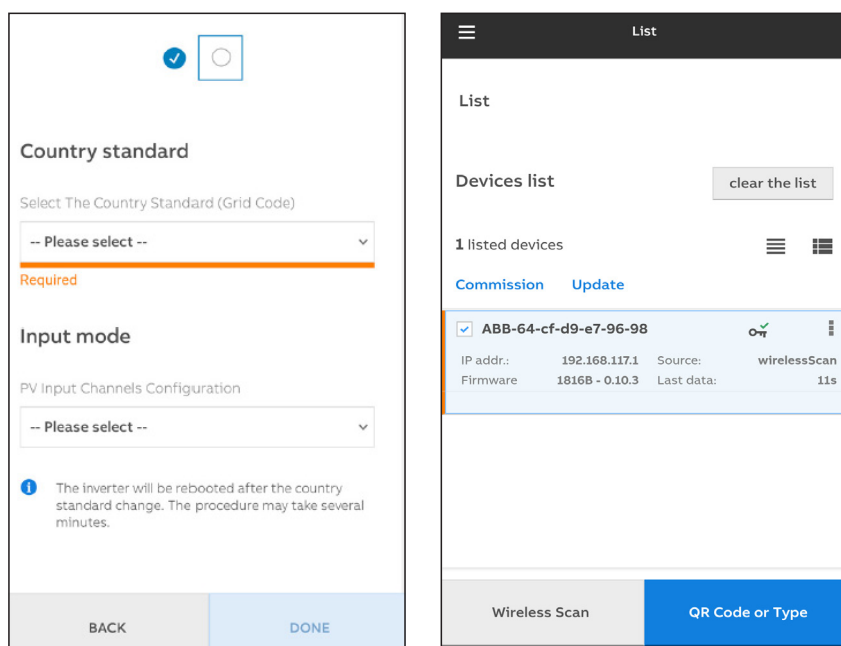 Country standard
Select The Country Standard (Grid Code)
-- Please select --
Required
Input mode
PV Input Channels Configuration
-- Please select --
The inverter will be rebooted after the country
standard change. The procedure may take several
minutes.
BACK DONE
List
List
Devices list clear the list
1 listed devices
Commission Update
ABB-64-cf-d9-e7-96-98
IP addr.: 192.168.117.1 Source: wirelessScan
Firmware 1816B - 0.10.3 Last data: 11s
Wireless Scan QR Code or Type